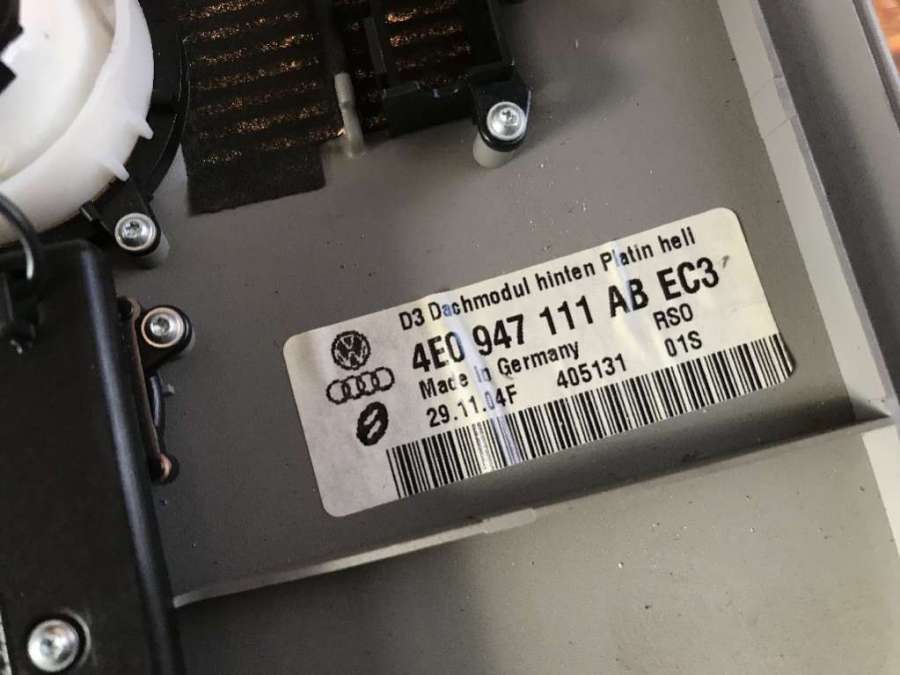 D3 Dachmodul hinten Platin hell
4E0 947 111 AB EC3
Made in Germany RSO
29.11.04F 405131 01S